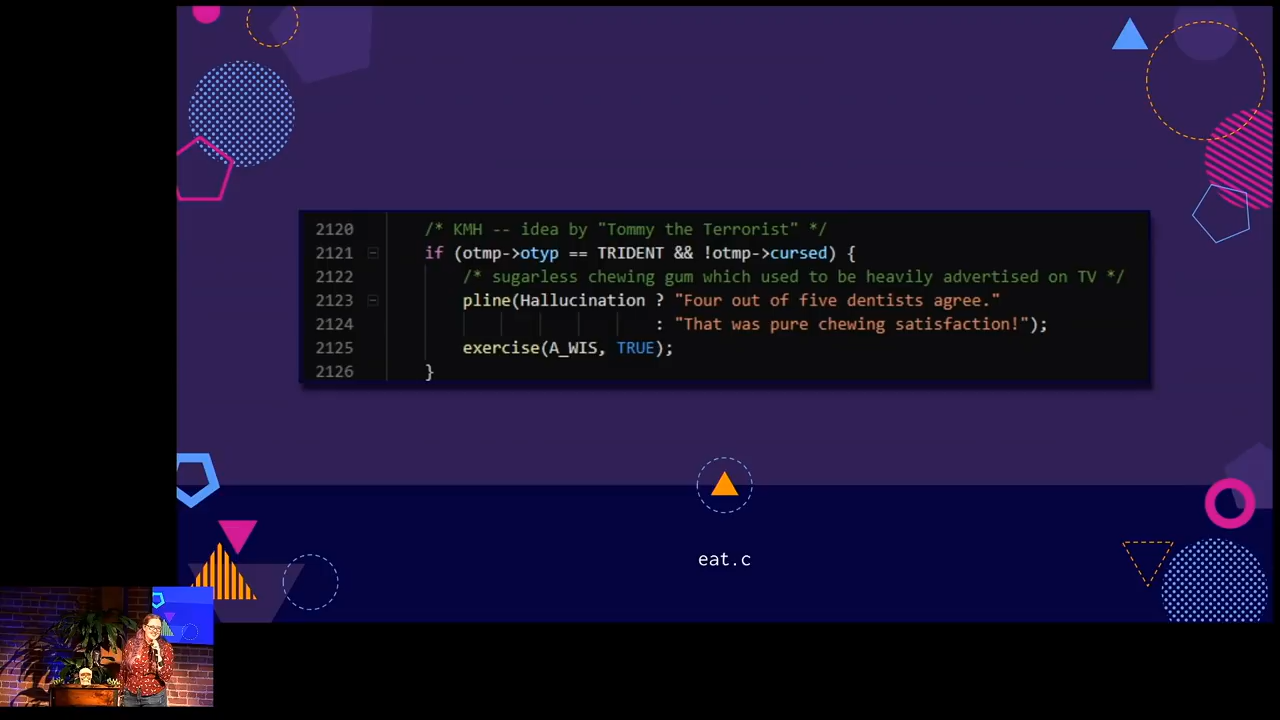 2120 /* KMH -- idea by "Tommy the Terrorist" */
2121 if (otmp->otyp == TRIDENT && !otmp->cursed) {
2122 /* sugarless chewing gum which used to be heavily advertised on TV */
2123 pline(Hallucination ? "Four out of five dentists agree."
2124 : "That was pure chewing satisfaction!");
2125 exercise(A_WIS, TRUE);
2126 }
eat.c